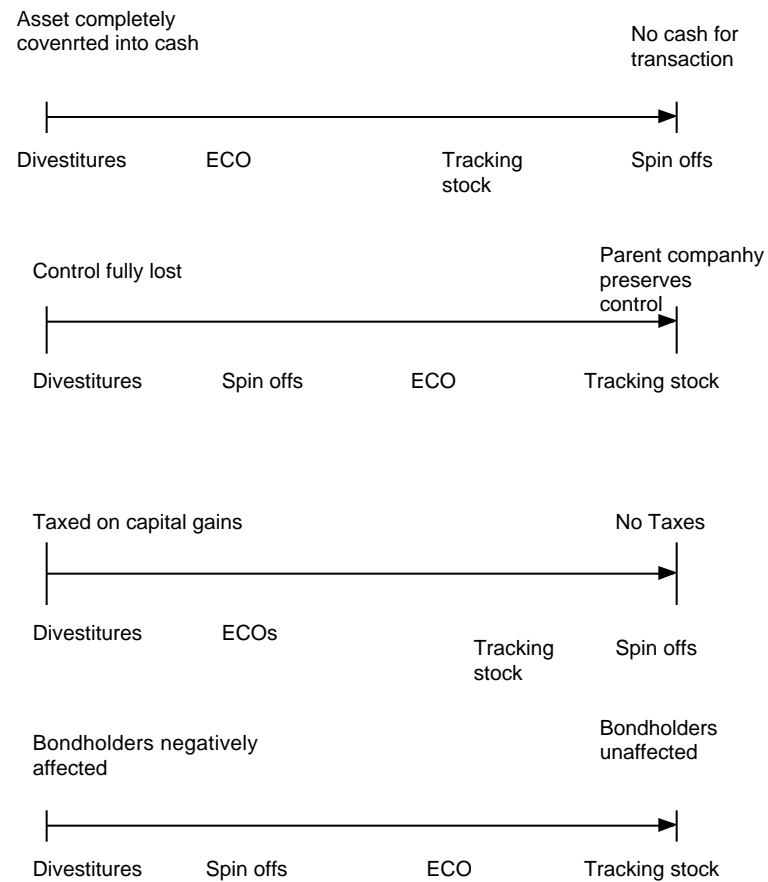 Asset completely
covenrted into cash
No cash for
transaction
Divestitures
ECO
Tracking
stock
Spin offs
Control fully lost
Parent companhy
preserves
control
Divestitures
Spin offs
ECO
Tracking stock
Taxed on capital gains
No Taxes
Divestitures
ECOs
Tracking
stock
Spin offs
Bondholders negatively
affected
Bondholders
unaffected
Divestitures
Spin offs
ECO
Tracking stock